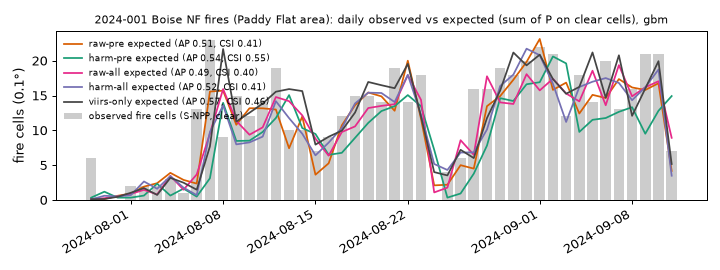 2024-001 Boise NF fires (Paddy Flat area): daily observed vs expected (sum of P on clear cells), gbm
raw-pre expected (AP 0.51, CSI 0.41)
harm-pre expected (AP 0.54, CSI 0.55)
raw-all expected (AP 0.49, CSI 0.40)
harm-all expected (AP 0.52, CSI 0.41)
viirs-only expected (AP 0.57, CSI 0.46)
observed fire cells (S-NPP, clear)
fire cells (0.1°)
20
15
10
5
0
2024-08-01
2024-08-08
2024-08-15
2024-08-22
2024-09-01
2024-09-08